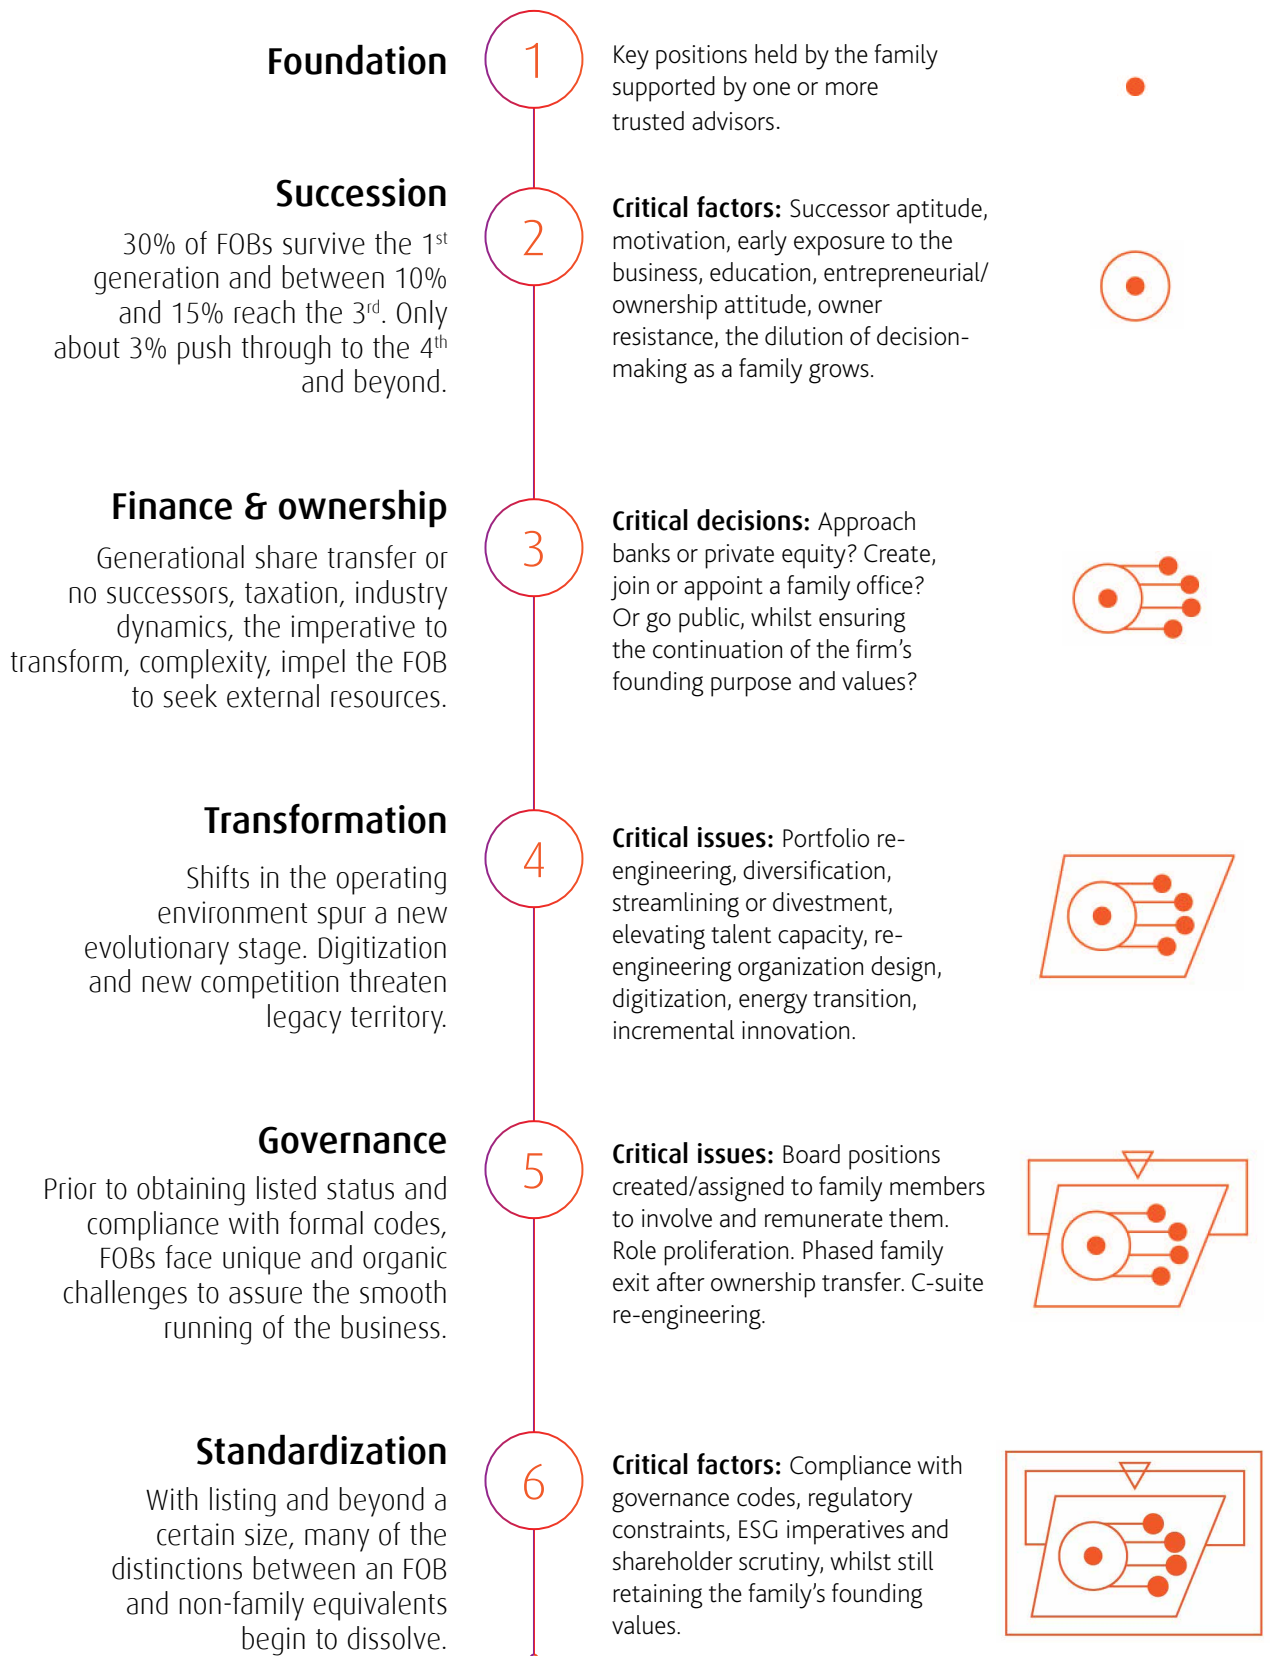 Foundation
1
Key positions held by the family
supported by one or more
trusted advisors.
Succession
30% of FOBs survive the 1st
generation and between 10%
and 15% reach the 3rd. Only
about 3% push through to the 4th
and beyond.
2
Critical factors: Successor aptitude,
motivation, early exposure to the
business, education, entrepreneurial/
ownership attitude, owner
resistance, the dilution of decision-
making as a family grows.
Finance & ownership
Generational share transfer or
no successors, taxation, industry
dynamics, the imperative to
transform, complexity, impel the FOB
to seek external resources.
3
Critical decisions: Approach
banks or private equity? Create,
join or appoint a family office?
Or go public, whilst ensuring
the continuation of the firm's
founding purpose and values?
Transformation
Shifts in the operating
environment spur a new
evolutionary stage. Digitization
and new competition threaten
legacy territory.
4
Critical issues: Portfolio re-
engineering, diversification,
streamlining or divestment,
elevating talent capacity, re-
engineering organization design,
digitization, energy transition,
incremental innovation.
Governance
Prior to obtaining listed status and
compliance with formal codes,
FOBs face unique and organic
challenges to assure the smooth
running of the business.
5
Critical issues: Board positions
created/assigned to family members
to involve and remunerate them.
Role proliferation. Phased family
exit after ownership transfer. C-suite
re-engineering.
Standardization
With listing and beyond a
certain size, many of the
distinctions between an FOB
and non-family equivalents
begin to dissolve.
6
Critical factors: Compliance with
governance codes, regulatory
constraints, ESG imperatives and
shareholder scrutiny, whilst still
retaining the family's founding
values.